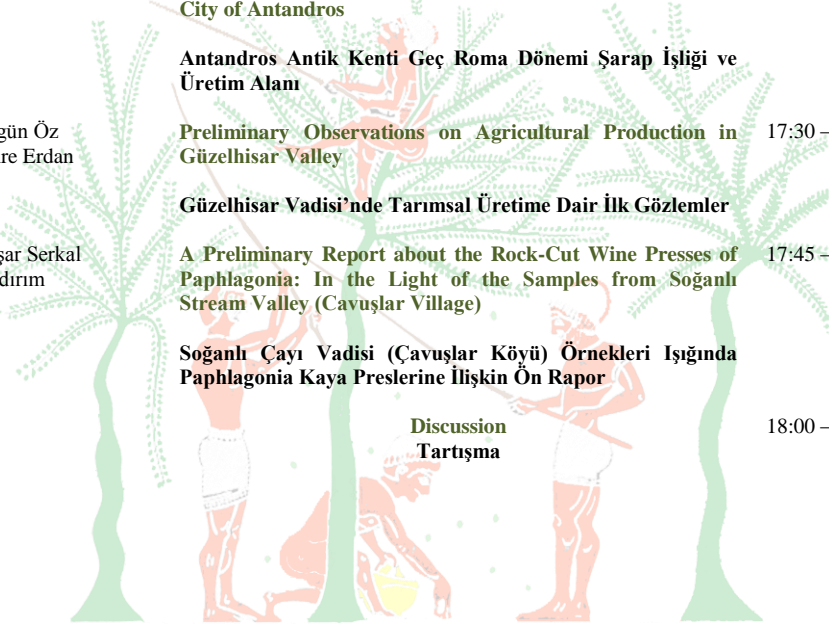 City of Antandros
Antandros Antik Kenti Geç Roma Dönemi Şarap İşliği ve
Üretim Alanı
gün Öz
re Erdan
Preliminary Observations on Agricultural Production in
Güzelhisar Valley
17:30 –
Güzelhisar Vadisi’nde Tarımsal Üretime Dair İlk Gözlemler
şar Serkal
dırım
A Preliminary Report about the Rock-Cut Wine Presses of
Paphlagonia: In the Light of the Samples from Soğanlı
Stream Valley (Cavuşlar Village)
17:45 –
Soğanlı Çayı Vadisi (Çavuşlar Köyü) Örnekleri Işığında
Paphlagonia Kaya Preslerine İlişkin Ön Rapor
Discussion
Tartışma
18:00 –